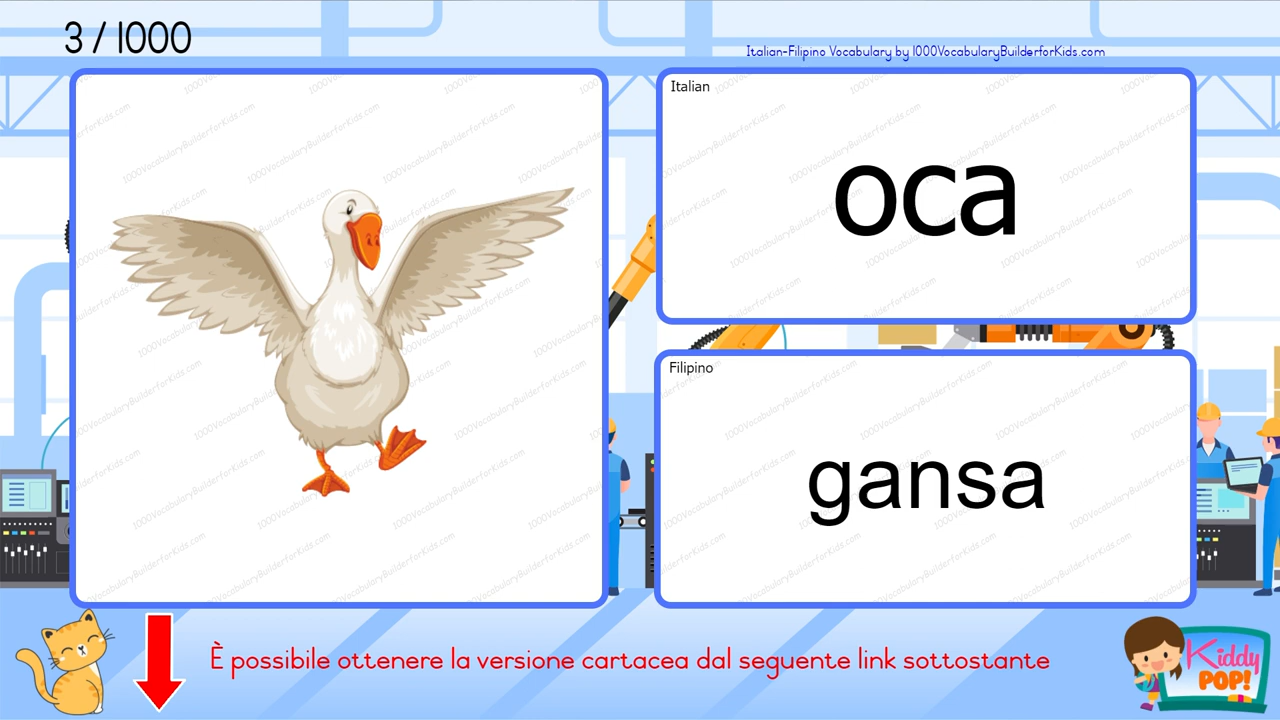 3 / 1000
Italian-Filipino Vocabulary by 1000VocabularyBuilderforKids.com
Italian
oca
Filipino
gansa
È possibile ottenere la versione cartacea dal seguente link sottostante
Kiddy
POP!